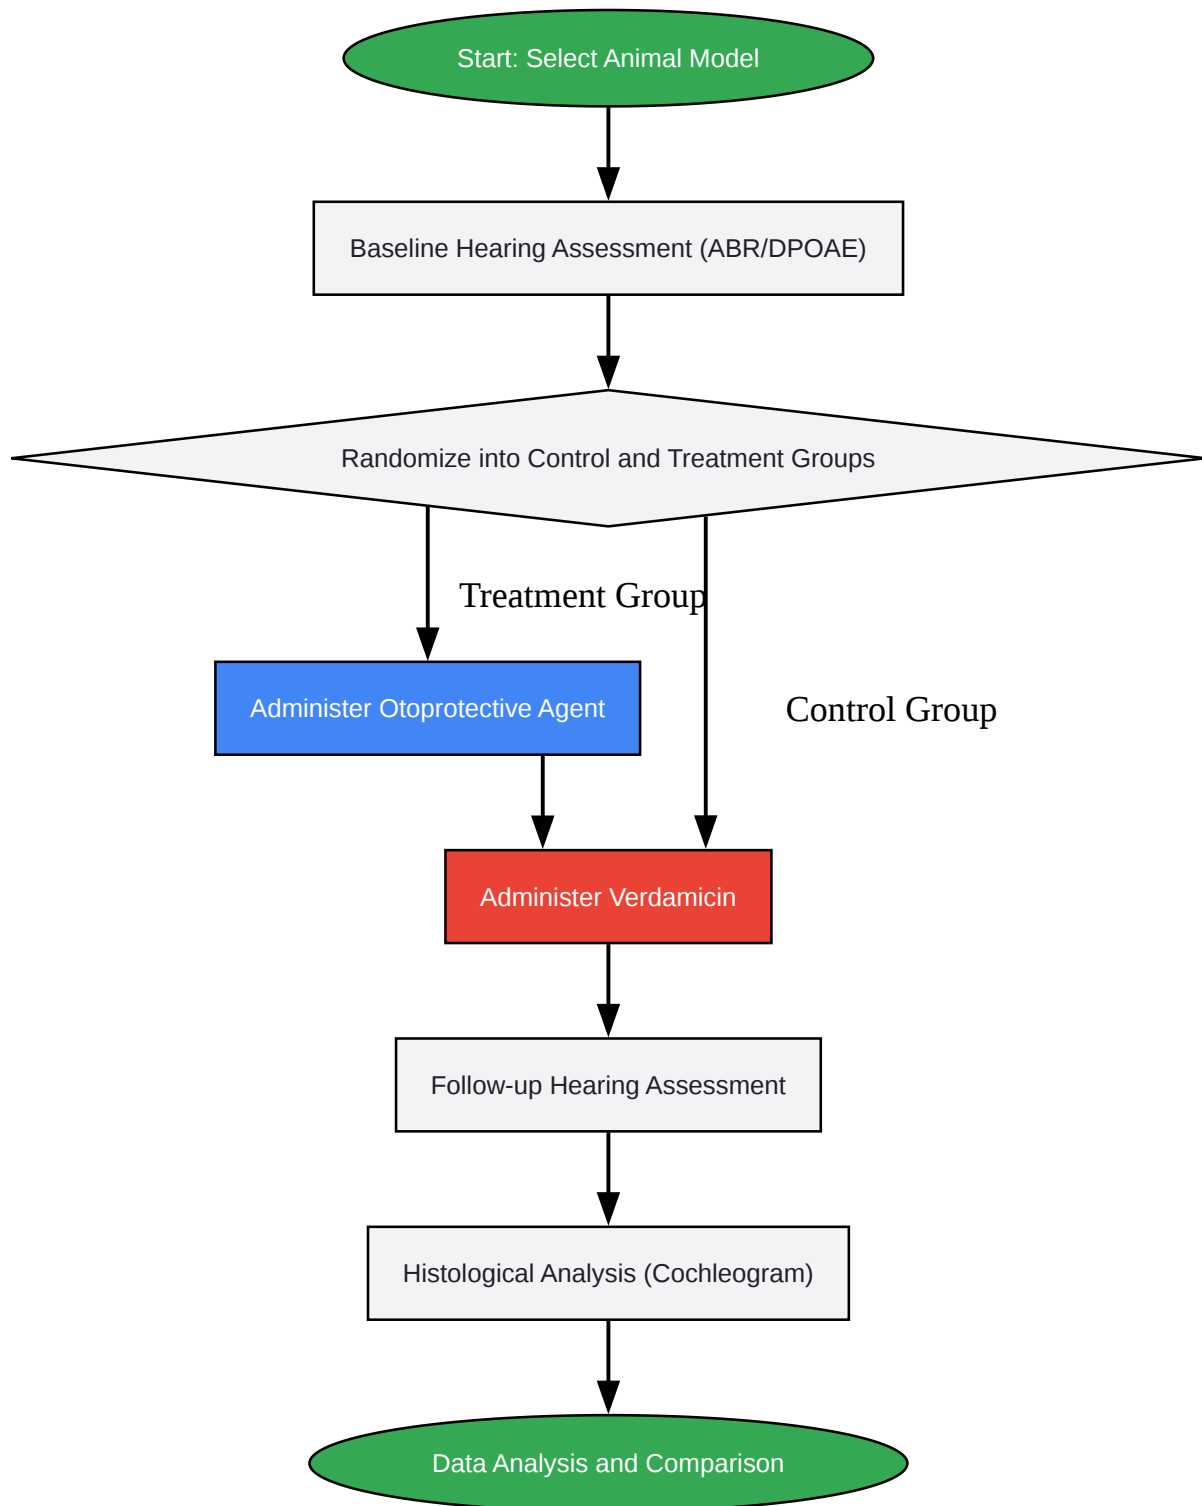 Start: Select Animal Model
Baseline Hearing Assessment (ABR/DPOAE)
Randomize into Control and Treatment Groups
Treatment Group
Administer Otoprotective Agent
Control Group
Administer Verdamicin
Follow-up Hearing Assessment
Histological Analysis (Cochleogram)
Data Analysis and Comparison